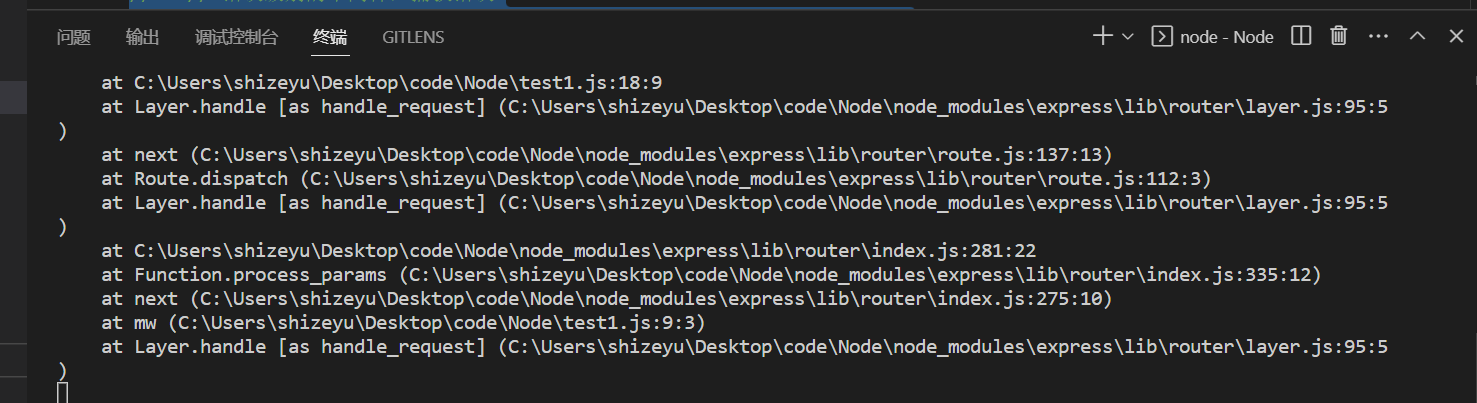 问题 输出 调试控制台 终端 GITLENS node - Node
at C:\Users\shizeyu\Desktop\code\Node\test1.js:18:9
at Layer.handle [as handle_request] (C:\Users\shizeyu\Desktop\code\Node\node_modules\express\lib\router\layer.js:95:5
)
at next (C:\Users\shizeyu\Desktop\code\Node\node_modules\express\lib\router\route.js:137:13)
at Route.dispatch (C:\Users\shizeyu\Desktop\code\Node\node_modules\express\lib\router\route.js:112:3)
at Layer.handle [as handle_request] (C:\Users\shizeyu\Desktop\code\Node\node_modules\express\lib\router\layer.js:95:5
)
at C:\Users\shizeyu\Desktop\code\Node\node_modules\express\lib\router\index.js:281:22
at Function.process_params (C:\Users\shizeyu\Desktop\code\Node\node_modules\express\lib\router\index.js:335:12)
at next (C:\Users\shizeyu\Desktop\code\Node\node_modules\express\lib\router\index.js:275:10)
at mw (C:\Users\shizeyu\Desktop\code\Node\test1.js:9:3)
at Layer.handle [as handle_request] (C:\Users\shizeyu\Desktop\code\Node\node_modules\express\lib\router\layer.js:95:5
)